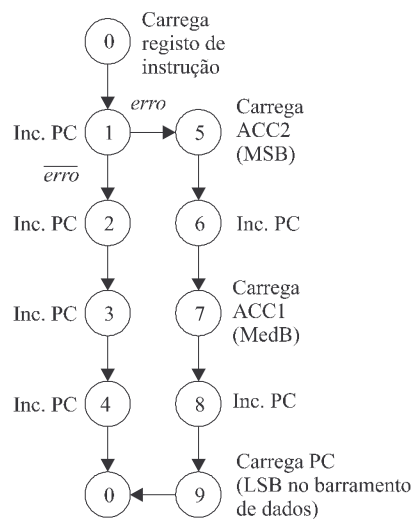 0
Carrega
registo de
instrução
Inc. PC
1
erro
5
Carrega
ACC2
(MSB)
erro
2
Inc. PC
6
Inc. PC
Inc. PC
3
7
Carrega
ACC1
(MedB)
Inc. PC
4
8
Inc. PC
0
9
Carrega PC
(LSB no barramento
de dados)